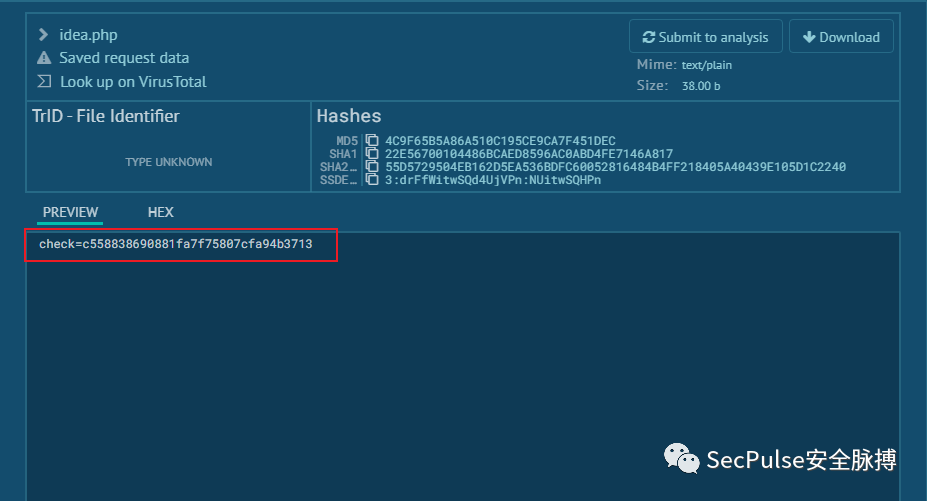 idea.php
Submit to analysis
Download
Saved request data
Mime: text/plain
Look up on VirusTotal
Size: 38.00 b
TrID - File Identifier
TYPE UNKNOWN
Hashes
MD5 4C9F65B5A86A510C195CE9CA7F451DEC
SHA1 22E56700104486BCAED8596AC0ABD4FE7146A817
SHA2… 55D5729504EB162D5EA536BDFC60052816484B4FF218405A40439E105D1C2240
SSDE… 3:drFfWitwSQd4UjVPn:NUitwSQHPn
PREVIEW
HEX
check=c558838690881fa7f75807cfa94b3713
SecPulse安全脉搏